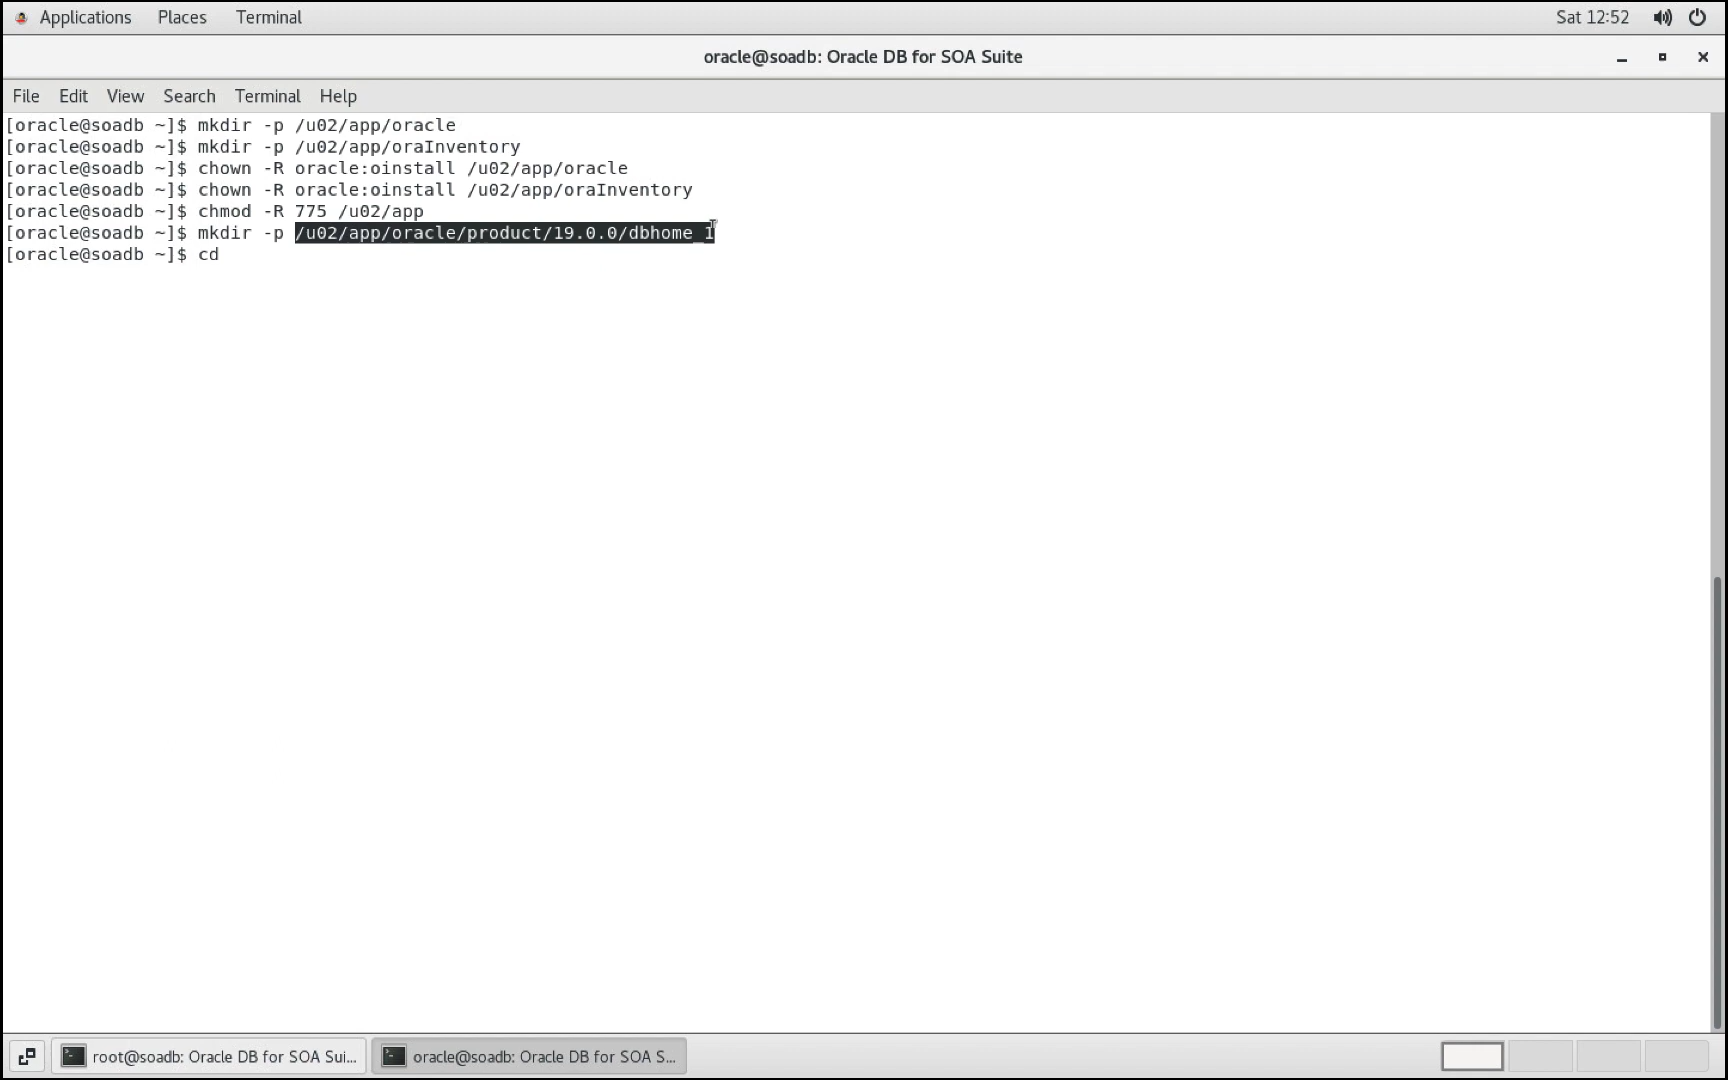 Applications Places Terminal Sat 12:52
oracle@soadb: Oracle DB for SOA Suite
File Edit View Search Terminal Help
[oracle@soadb ~]$ mkdir -p /u02/app/oracle
[oracle@soadb ~]$ mkdir -p /u02/app/oraInventory
[oracle@soadb ~]$ chown -R oracle:oinstall /u02/app/oracle
[oracle@soadb ~]$ chown -R oracle:oinstall /u02/app/oraInventory
[oracle@soadb ~]$ chmod -R 775 /u02/app
[oracle@soadb ~]$ mkdir -p /u02/app/oracle/product/19.0.0/dbhome_1
[oracle@soadb ~]$ cd
root@soadb: Oracle DB for SOA Sui... oracle@soadb: Oracle DB for SOA S...